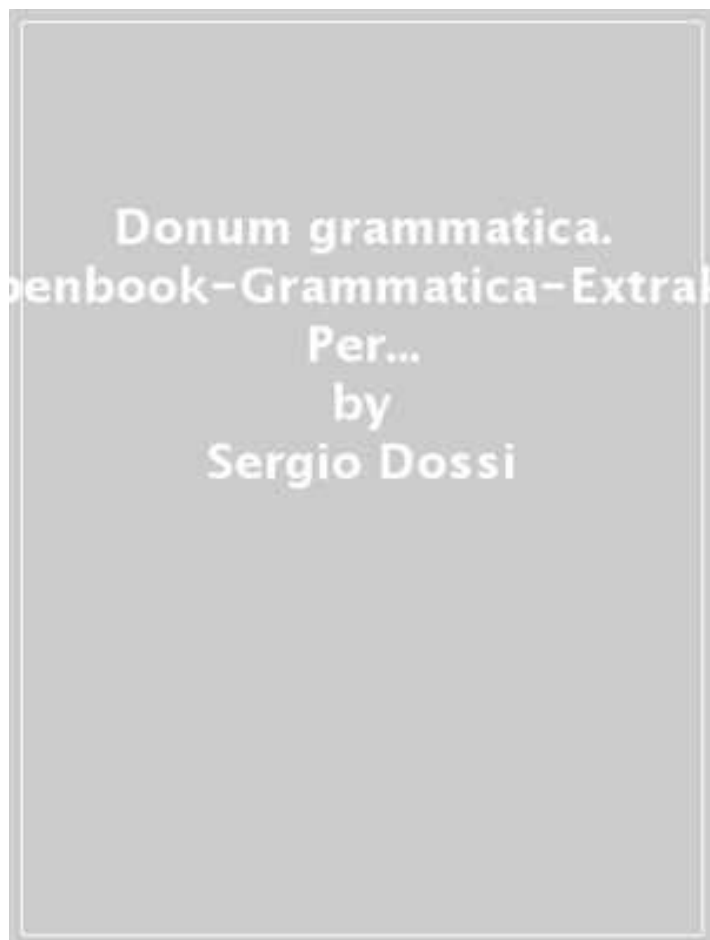 Donum grammatica.
penbook-Grammatica-Extrak
Per...
by
Sergio Dossi